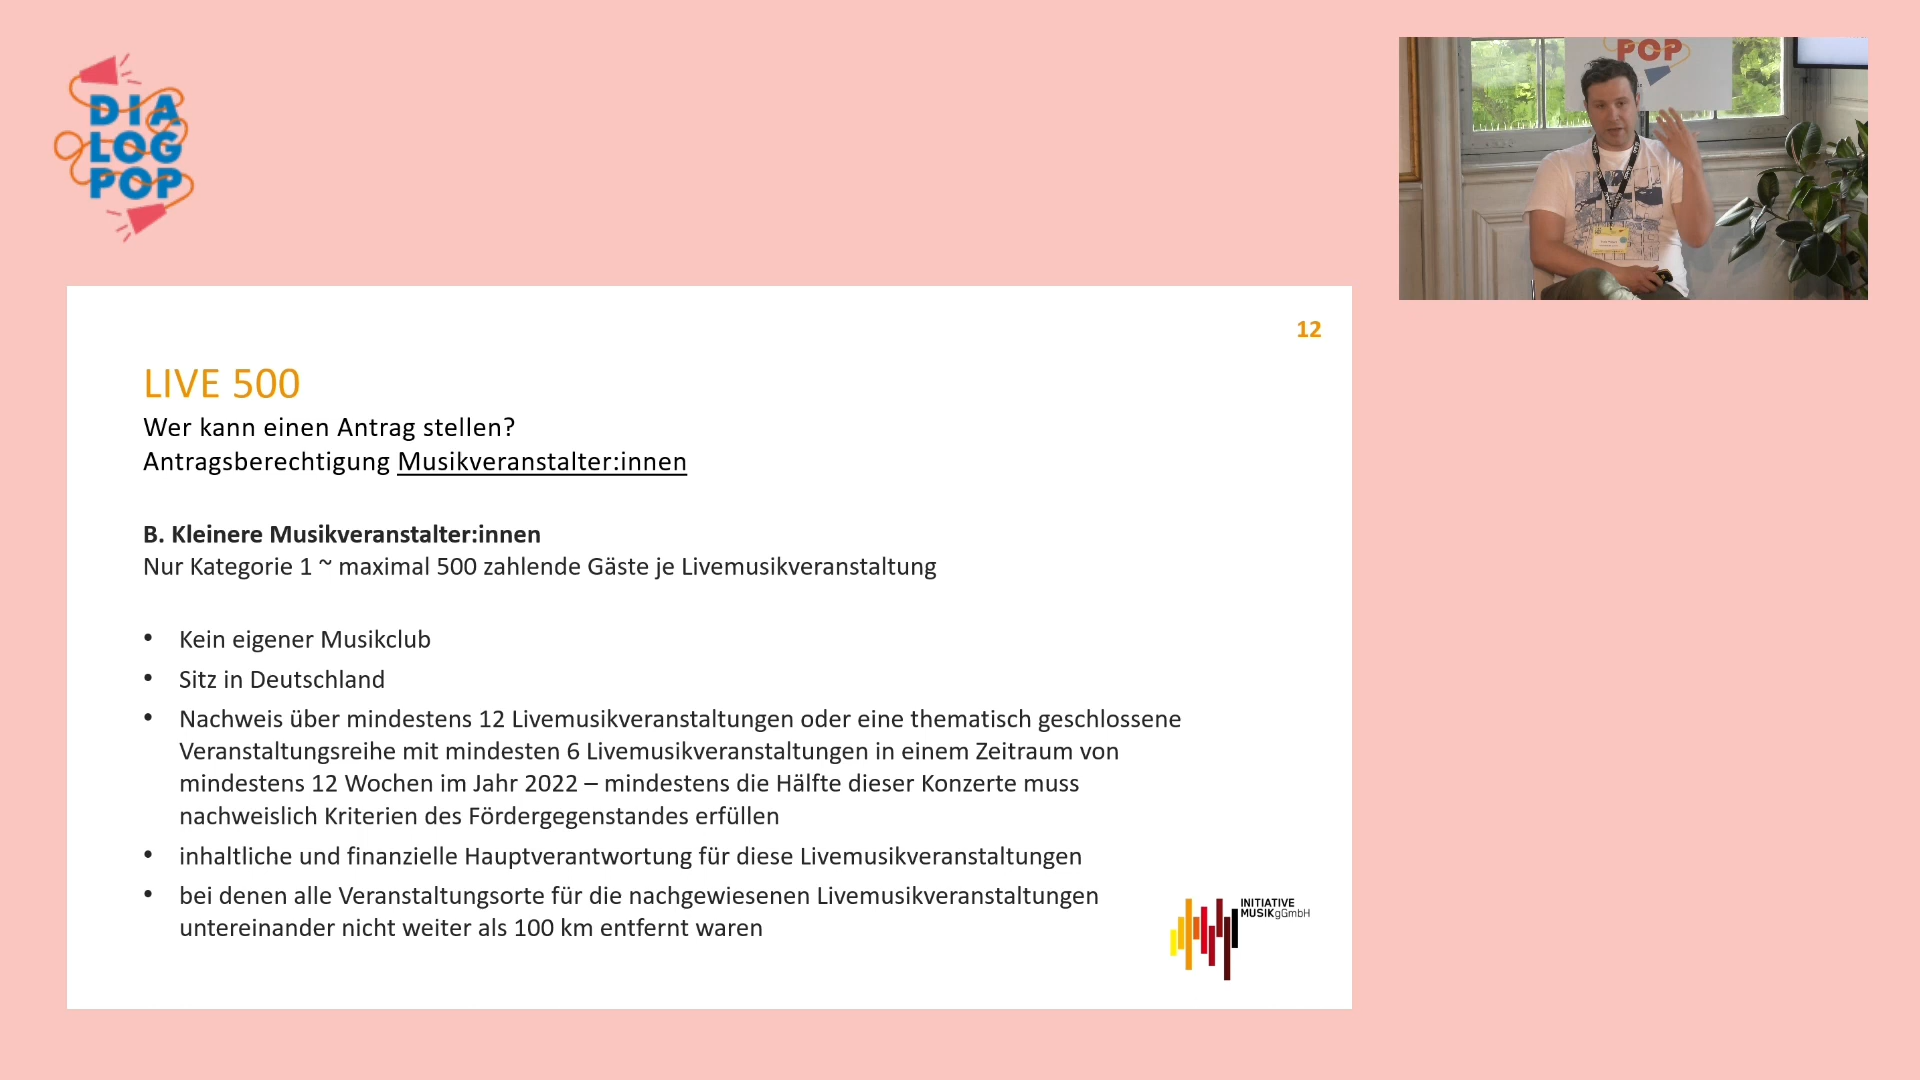 DIA
LOG
POP
POP
12
LIVE 500
Wer kann einen Antrag stellen?
Antragsberechtigung Musikveranstalter:innen
B. Kleinere Musikveranstalter:innen
Nur Kategorie 1 ~ maximal 500 zahlende Gäste je Livemusikveranstaltung
• Kein eigener Musikclub
• Sitz in Deutschland
• Nachweis über mindestens 12 Livemusikveranstaltungen oder eine thematisch geschlossene
Veranstaltungsreihe mit mindesten 6 Livemusikveranstaltungen in einem Zeitraum von
mindestens 12 Wochen im Jahr 2022 – mindestens die Hälfte dieser Konzerte muss
nachweislich Kriterien des Fördergegenstandes erfüllen
• inhaltliche und finanzielle Hauptverantwortung für diese Livemusikveranstaltungen
• bei denen alle Veranstaltungsorte für die nachgewiesenen Livemusikveranstaltungen
untereinander nicht weiter als 100 km entfernt waren
INITIATIVE
MUSIKgGmbH